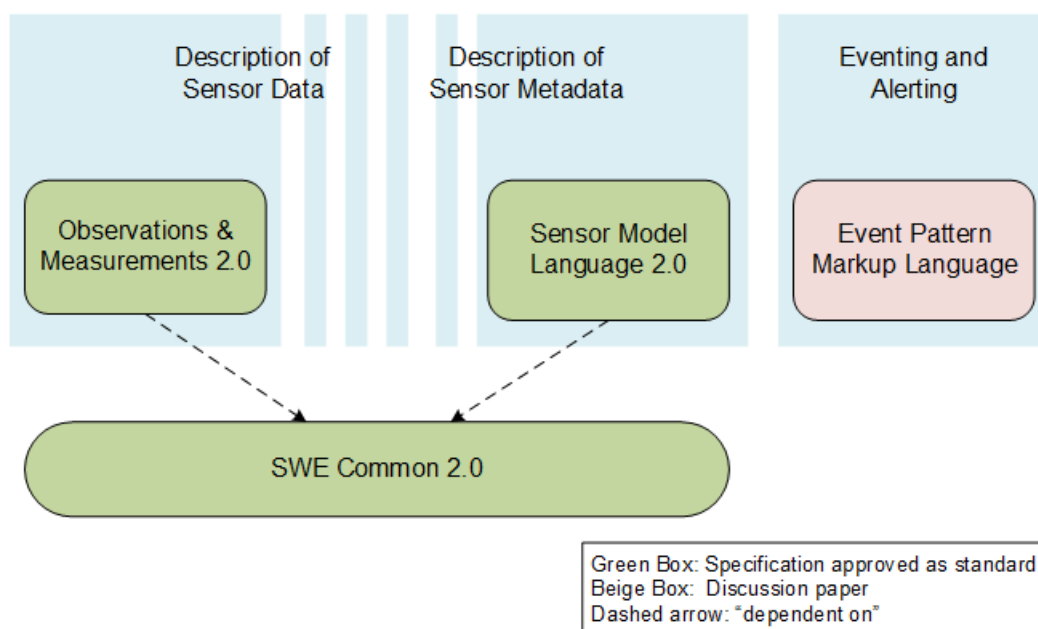 Description of
Sensor Data
Description of
Sensor Metadata
Eventing and
Alerting
Observations &
Measurements 2.0
Sensor Model
Language 2.0
Event Pattern
Markup Language
SWE Common 2.0
Green Box: Specification approved as standard
Beige Box: Discussion paper
Dashed arrow: “dependent on”